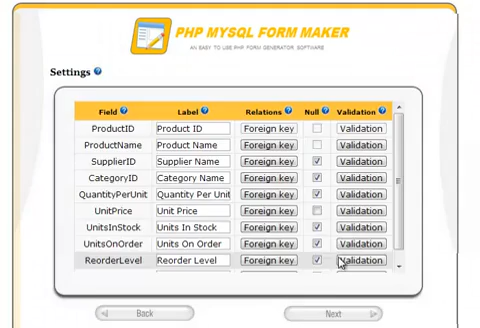 PHP MYSQL FORM MAKER
AN EASY TO USE PHP FORM GENERATOR SOFTWARE
Settings ?
Field ? Label ? Relations ? Null ? Validation ?
ProductID Product ID Foreign key Validation
ProductName Product Name Foreign key Validation
SupplierID Supplier Name Foreign key Validation
CategoryID Category Name Foreign key Validation
QuantityPerUnit Quantity Per Unit Foreign key Validation
UnitPrice Unit Price Foreign key Validation
UnitsInStock Units In Stock Foreign key Validation
UnitsOnOrder Units On Order Foreign key Validation
ReorderLevel Reorder Level Foreign key Validation
Back Next